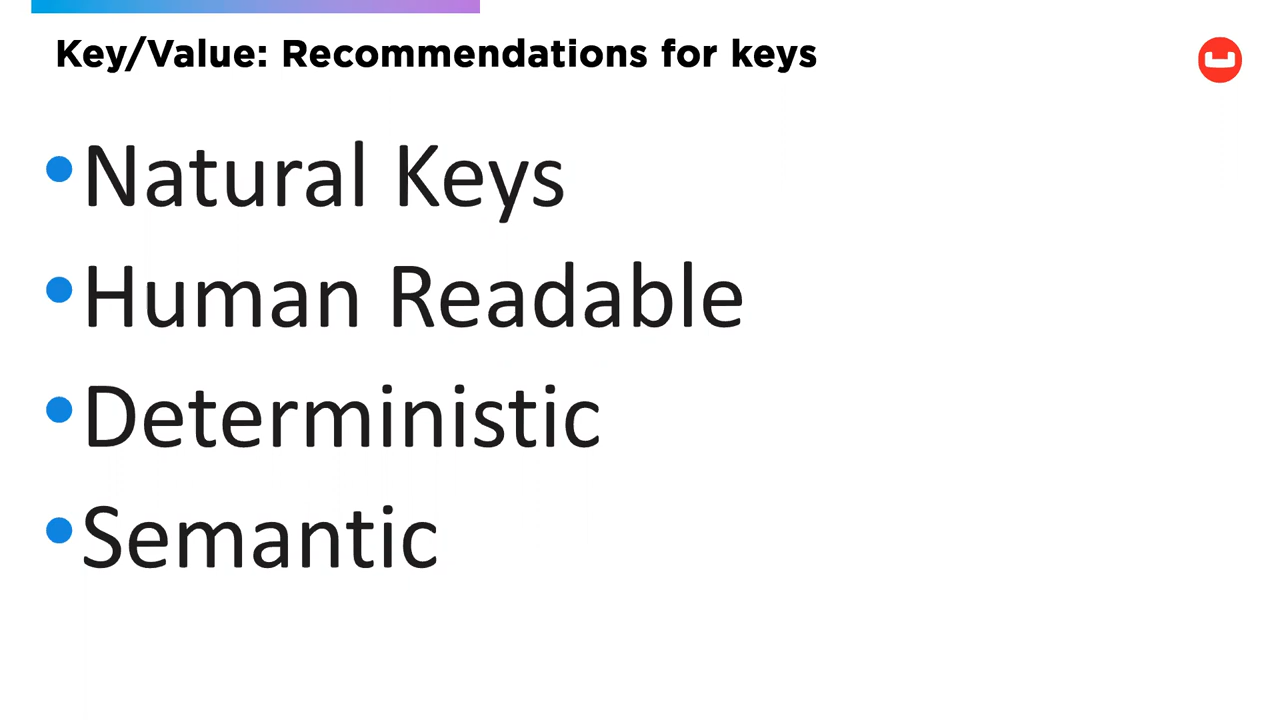 Key/Value: Recommendations for keys
•Natural Keys
•Human Readable
•Deterministic
•Semantic